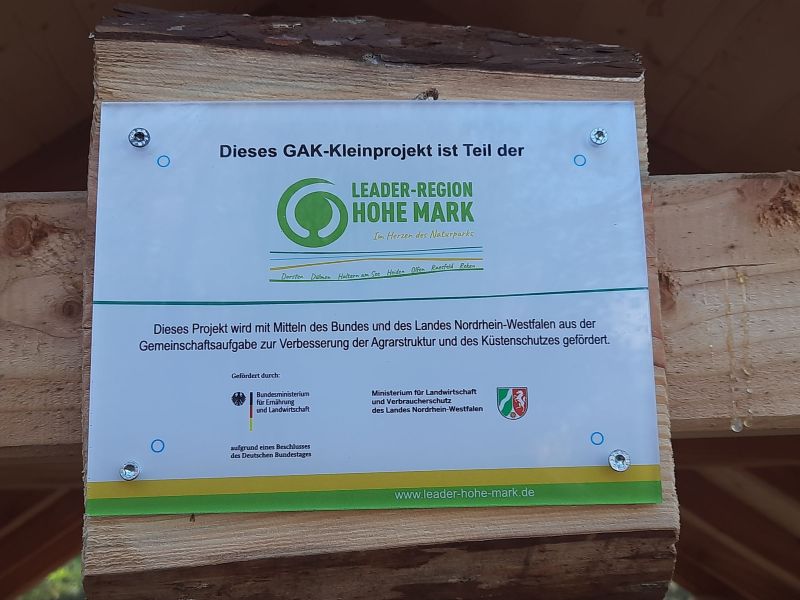 Dieses GAK-Kleinprojekt ist Teil der
LEADER-REGION
HOHE MARK
Im Herzen des Naturparks
Dorsten Dülmen Haltern am See Heiden Olfen Raesfeld Reken
Dieses Projekt wird mit Mitteln des Bundes und des Landes Nordrhein-Westfalen aus der
Gemeinschaftsaufgabe zur Verbesserung der Agrarstruktur und des Küstenschutzes gefördert.
Gefördert durch:
Bundesministerium
für Ernährung
und Landwirtschaft
aufgrund eines Beschlusses
des Deutschen Bundestages
Ministerium für Landwirtschaft
und Verbraucherschutz
des Landes Nordrhein-Westfalen
www.leader-hohe-mark.de